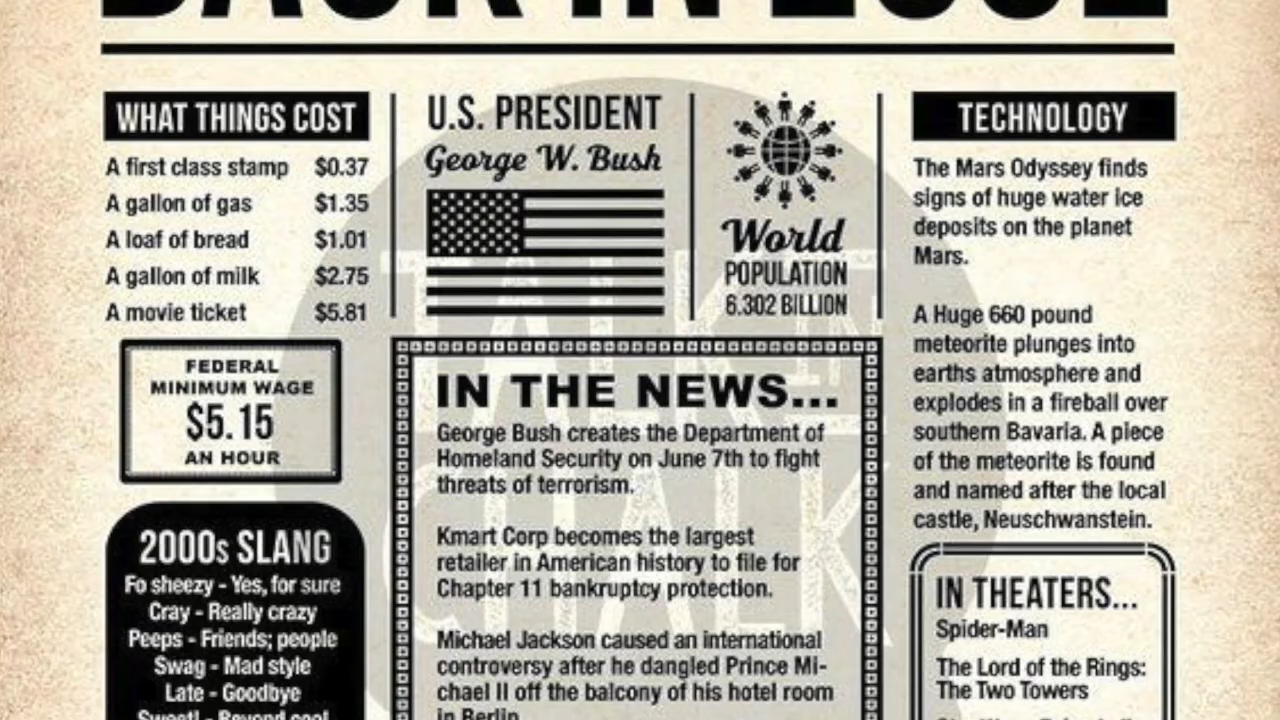 BACK IN 2002
WHAT THINGS COST
A first class stamp $0.37
A gallon of gas $1.35
A loaf of bread $1.01
A gallon of milk $2.75
A movie ticket $5.81
FEDERAL
MINIMUM WAGE
$5.15
AN HOUR
2000s SLANG
Fo sheezy - Yes, for sure
Cray - Really crazy
Peeps - Friends; people
Swag - Mad style
Late - Goodbye
Sweet! - Beyond cool
U.S. PRESIDENT
George W. Bush
World
POPULATION
6.302 BILLION
IN THE NEWS...
George Bush creates the Department of
Homeland Security on June 7th to fight
threats of terrorism.
Kmart Corp becomes the largest
retailer in American history to file for
Chapter 11 bankruptcy protection.
Michael Jackson caused an international
controversy after he dangled Prince Mi-
chael II off the balcony of his hotel room
in Berlin
TECHNOLOGY
The Mars Odyssey finds
signs of huge water ice
deposits on the planet
Mars.
A Huge 660 pound
meteorite plunges into
earths atmosphere and
explodes in a fireball over
southern Bavaria. A piece
of the meteorite is found
and named after the local
castle, Neuschwanstein.
IN THEATERS...
Spider-Man
The Lord of the Rings:
The Two Towers
TALK IN
CHALK